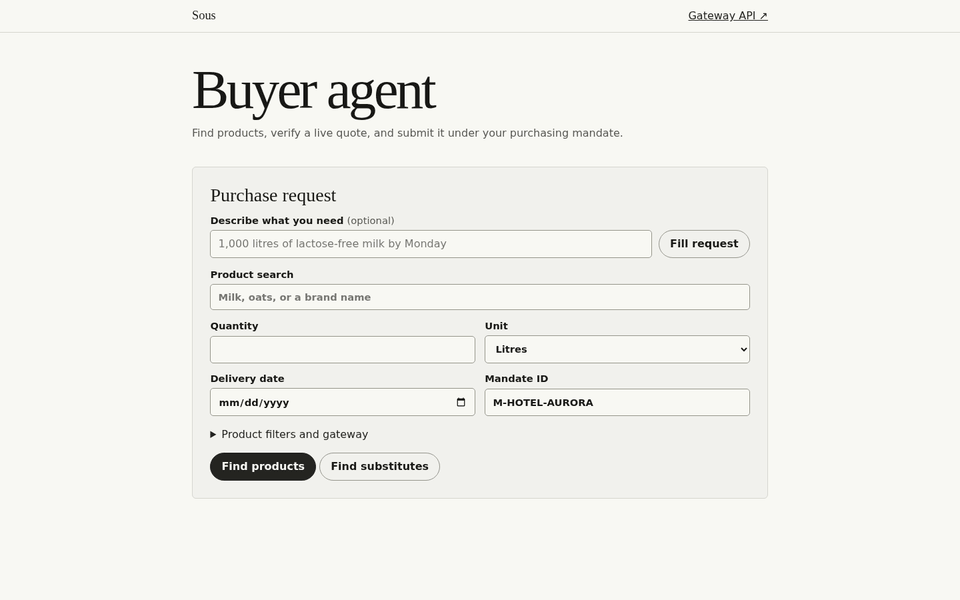 Sous
Gateway API ↗
Buyer agent
Find products, verify a live quote, and submit it under your purchasing mandate.
Purchase request
Describe what you need (optional)
1,000 litres of lactose-free milk by Monday
Fill request
Product search
Milk, oats, or a brand name
Quantity
Unit
Litres
Delivery date
mm/dd/yyyy
Mandate ID
M-HOTEL-AURORA
Product filters and gateway
Find products
Find substitutes